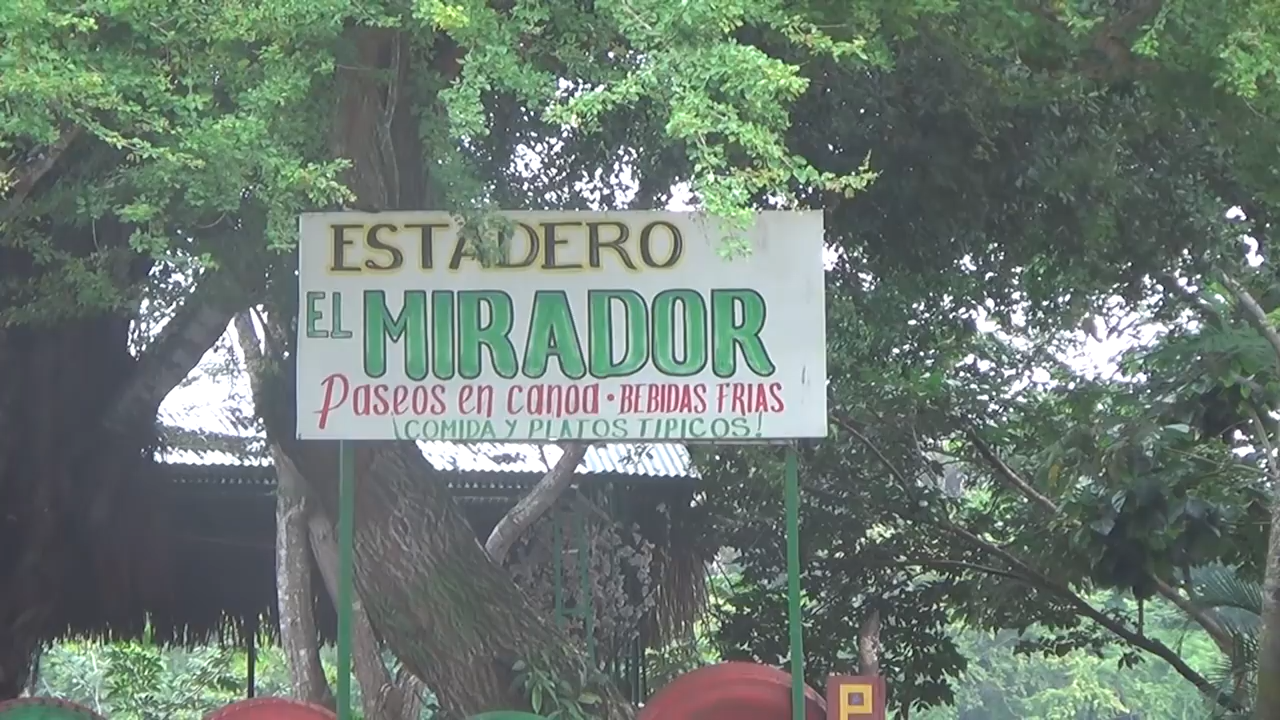 ESTADERO
EL MIRADOR
Paseos en canoa • BEBIDAS FRIAS
¡COMIDA Y PLATOS TIPICOS!
P